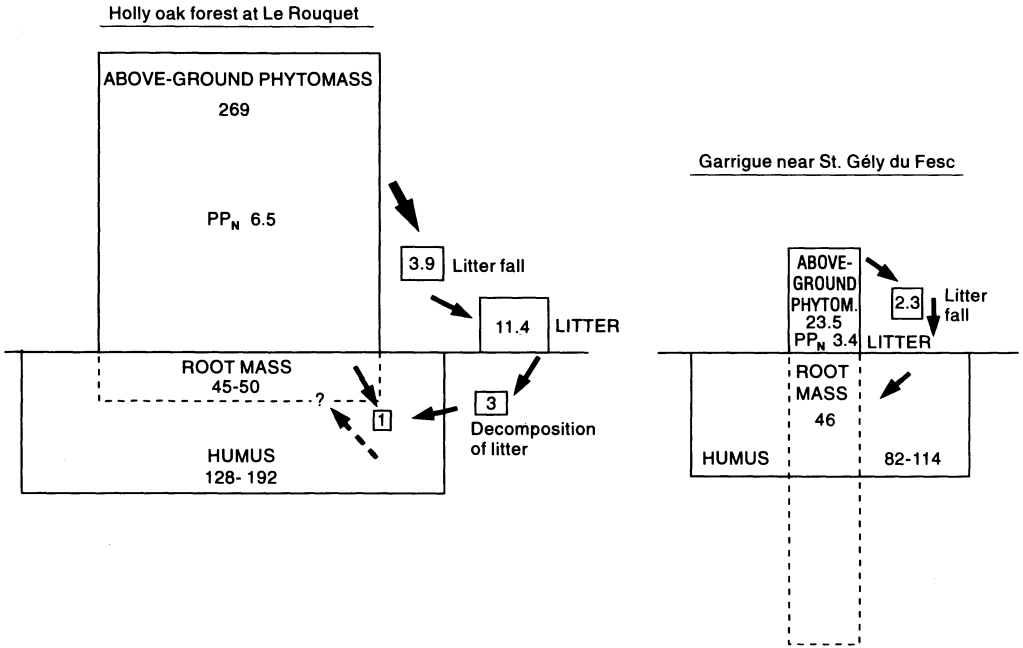 Holly oak forest at Le Rouquet
ABOVE-GROUND PHYTOMASS
269
PPN 6.5
3.9
Litter fall
11.4
LITTER
ROOT MASS
45-50
?
1
3
Decomposition
of litter
HUMUS
128- 192
Garrigue near St. Gély du Fesc
ABOVE-
GROUND
PHYTOM.
23.5
PPN 3.4
2.3
Litter
fall
LITTER
ROOT
MASS
46
HUMUS
82-114